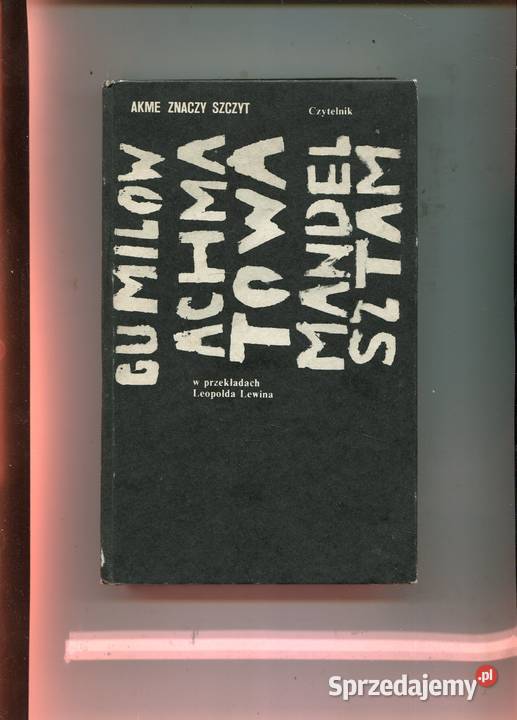 AKME ZNACZY SZCZYT
Czytelnik
GUMILOW
ACHMA
TOWA
MANDEL
SZTAM
w przekładach
Leopolda Lewina
Sprzedajemy.pl